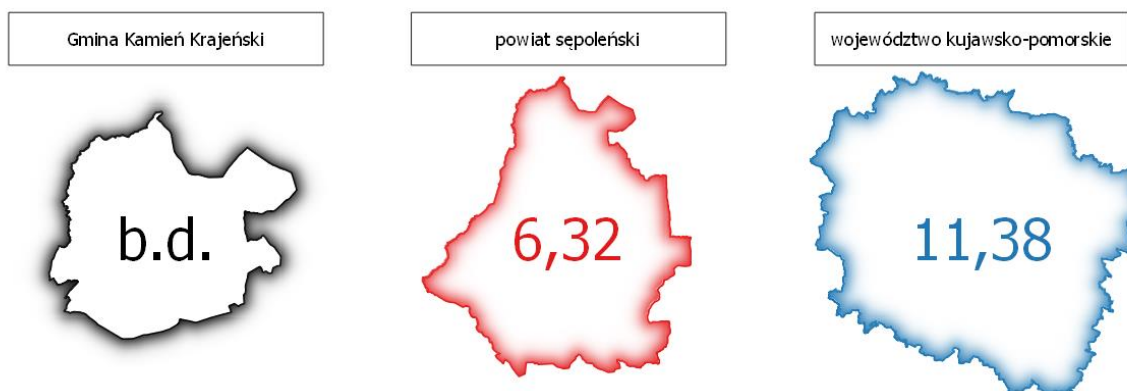 Gmina Kamień Krajeński
powiat sępoleński
województwo kujawsko-pomorskie
b.d.
6,32
11,38